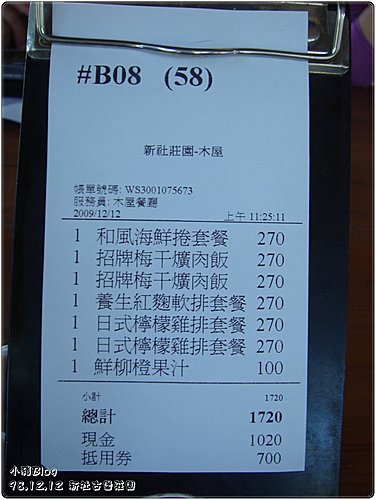 #B08 (58)
新社莊園-木屋
帳單號碼: WS3001075673
服務員: 木屋餐廳
2009/12/12 上午 11:25:11
1 和風海鮮捲套餐 270
1 招牌梅干爌肉飯 270
1 招牌梅干爌肉飯 270
1 養生紅麴軟排套餐 270
1 日式檸檬雞排套餐 270
1 日式檸檬雞排套餐 270
1 鮮柳橙果汁 100
小計 1720
總計 1720
現金 1020
抵用券 700
98.12.12 新社古堡莊園